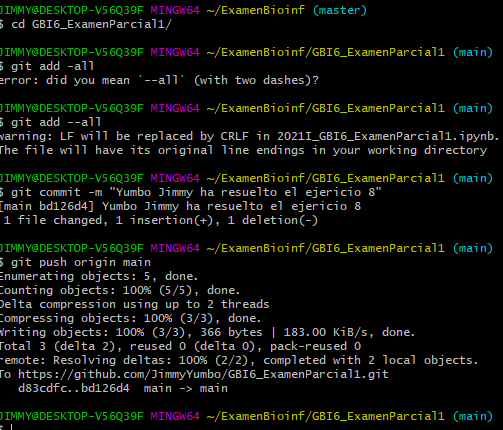 JIMMY@DESKTOP-V56Q39F MINGW64 ~/ExamenBioinf (master)
$ cd GBI6_ExamenParcial1/
JIMMY@DESKTOP-V56Q39F MINGW64 ~/ExamenBioinf/GBI6_ExamenParcial1 (main)
$ git add -all
error: did you mean `--all` (with two dashes)?
JIMMY@DESKTOP-V56Q39F MINGW64 ~/ExamenBioinf/GBI6_ExamenParcial1 (main)
$ git add --all
warning: LF will be replaced by CRLF in 2021I_GBI6_ExamenParcial1.ipynb.
The file will have its original line endings in your working directory
JIMMY@DESKTOP-V56Q39F MINGW64 ~/ExamenBioinf/GBI6_ExamenParcial1 (main)
$ git commit -m "Yumbo Jimmy ha resuelto el ejericio 8"
[main bd126d4] Yumbo Jimmy ha resuelto el ejericio 8
1 file changed, 1 insertion(+), 1 deletion(-)
JIMMY@DESKTOP-V56Q39F MINGW64 ~/ExamenBioinf/GBI6_ExamenParcial1 (main)
$ git push origin main
Enumerating objects: 5, done.
Counting objects: 100% (5/5), done.
Delta compression using up to 2 threads
Compressing objects: 100% (3/3), done.
Writing objects: 100% (3/3), 366 bytes | 183.00 KiB/s, done.
Total 3 (delta 2), reused 0 (delta 0), pack-reused 0
remote: Resolving deltas: 100% (2/2), completed with 2 local objects.
To https://github.com/JimmyYumbo/GBI6_ExamenParcial1.git
d83cdfc..bd126d4  main -> main
JIMMY@DESKTOP-V56Q39F MINGW64 ~/ExamenBioinf/GBI6_ExamenParcial1 (main)
$